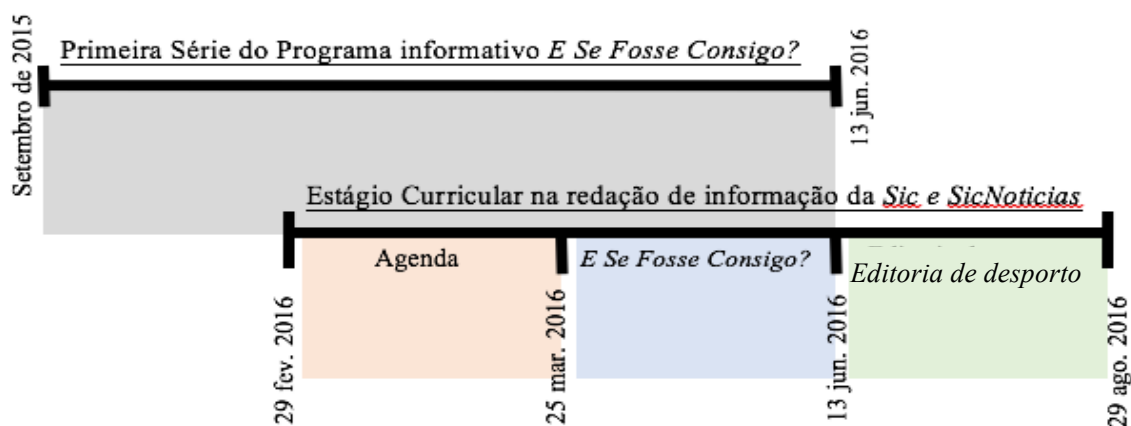 Setembro de 2015
Primeira Série do Programa informativo E Se Fosse Consigo?
13 jun. 2016
Estágio Curricular na redação de informação da Sic e SicNoticias
Agenda
E Se Fosse Consigo?
Editoria de desporto
29 fev. 2016
25 mar. 2016
13 jun. 2016
29 ago. 2016